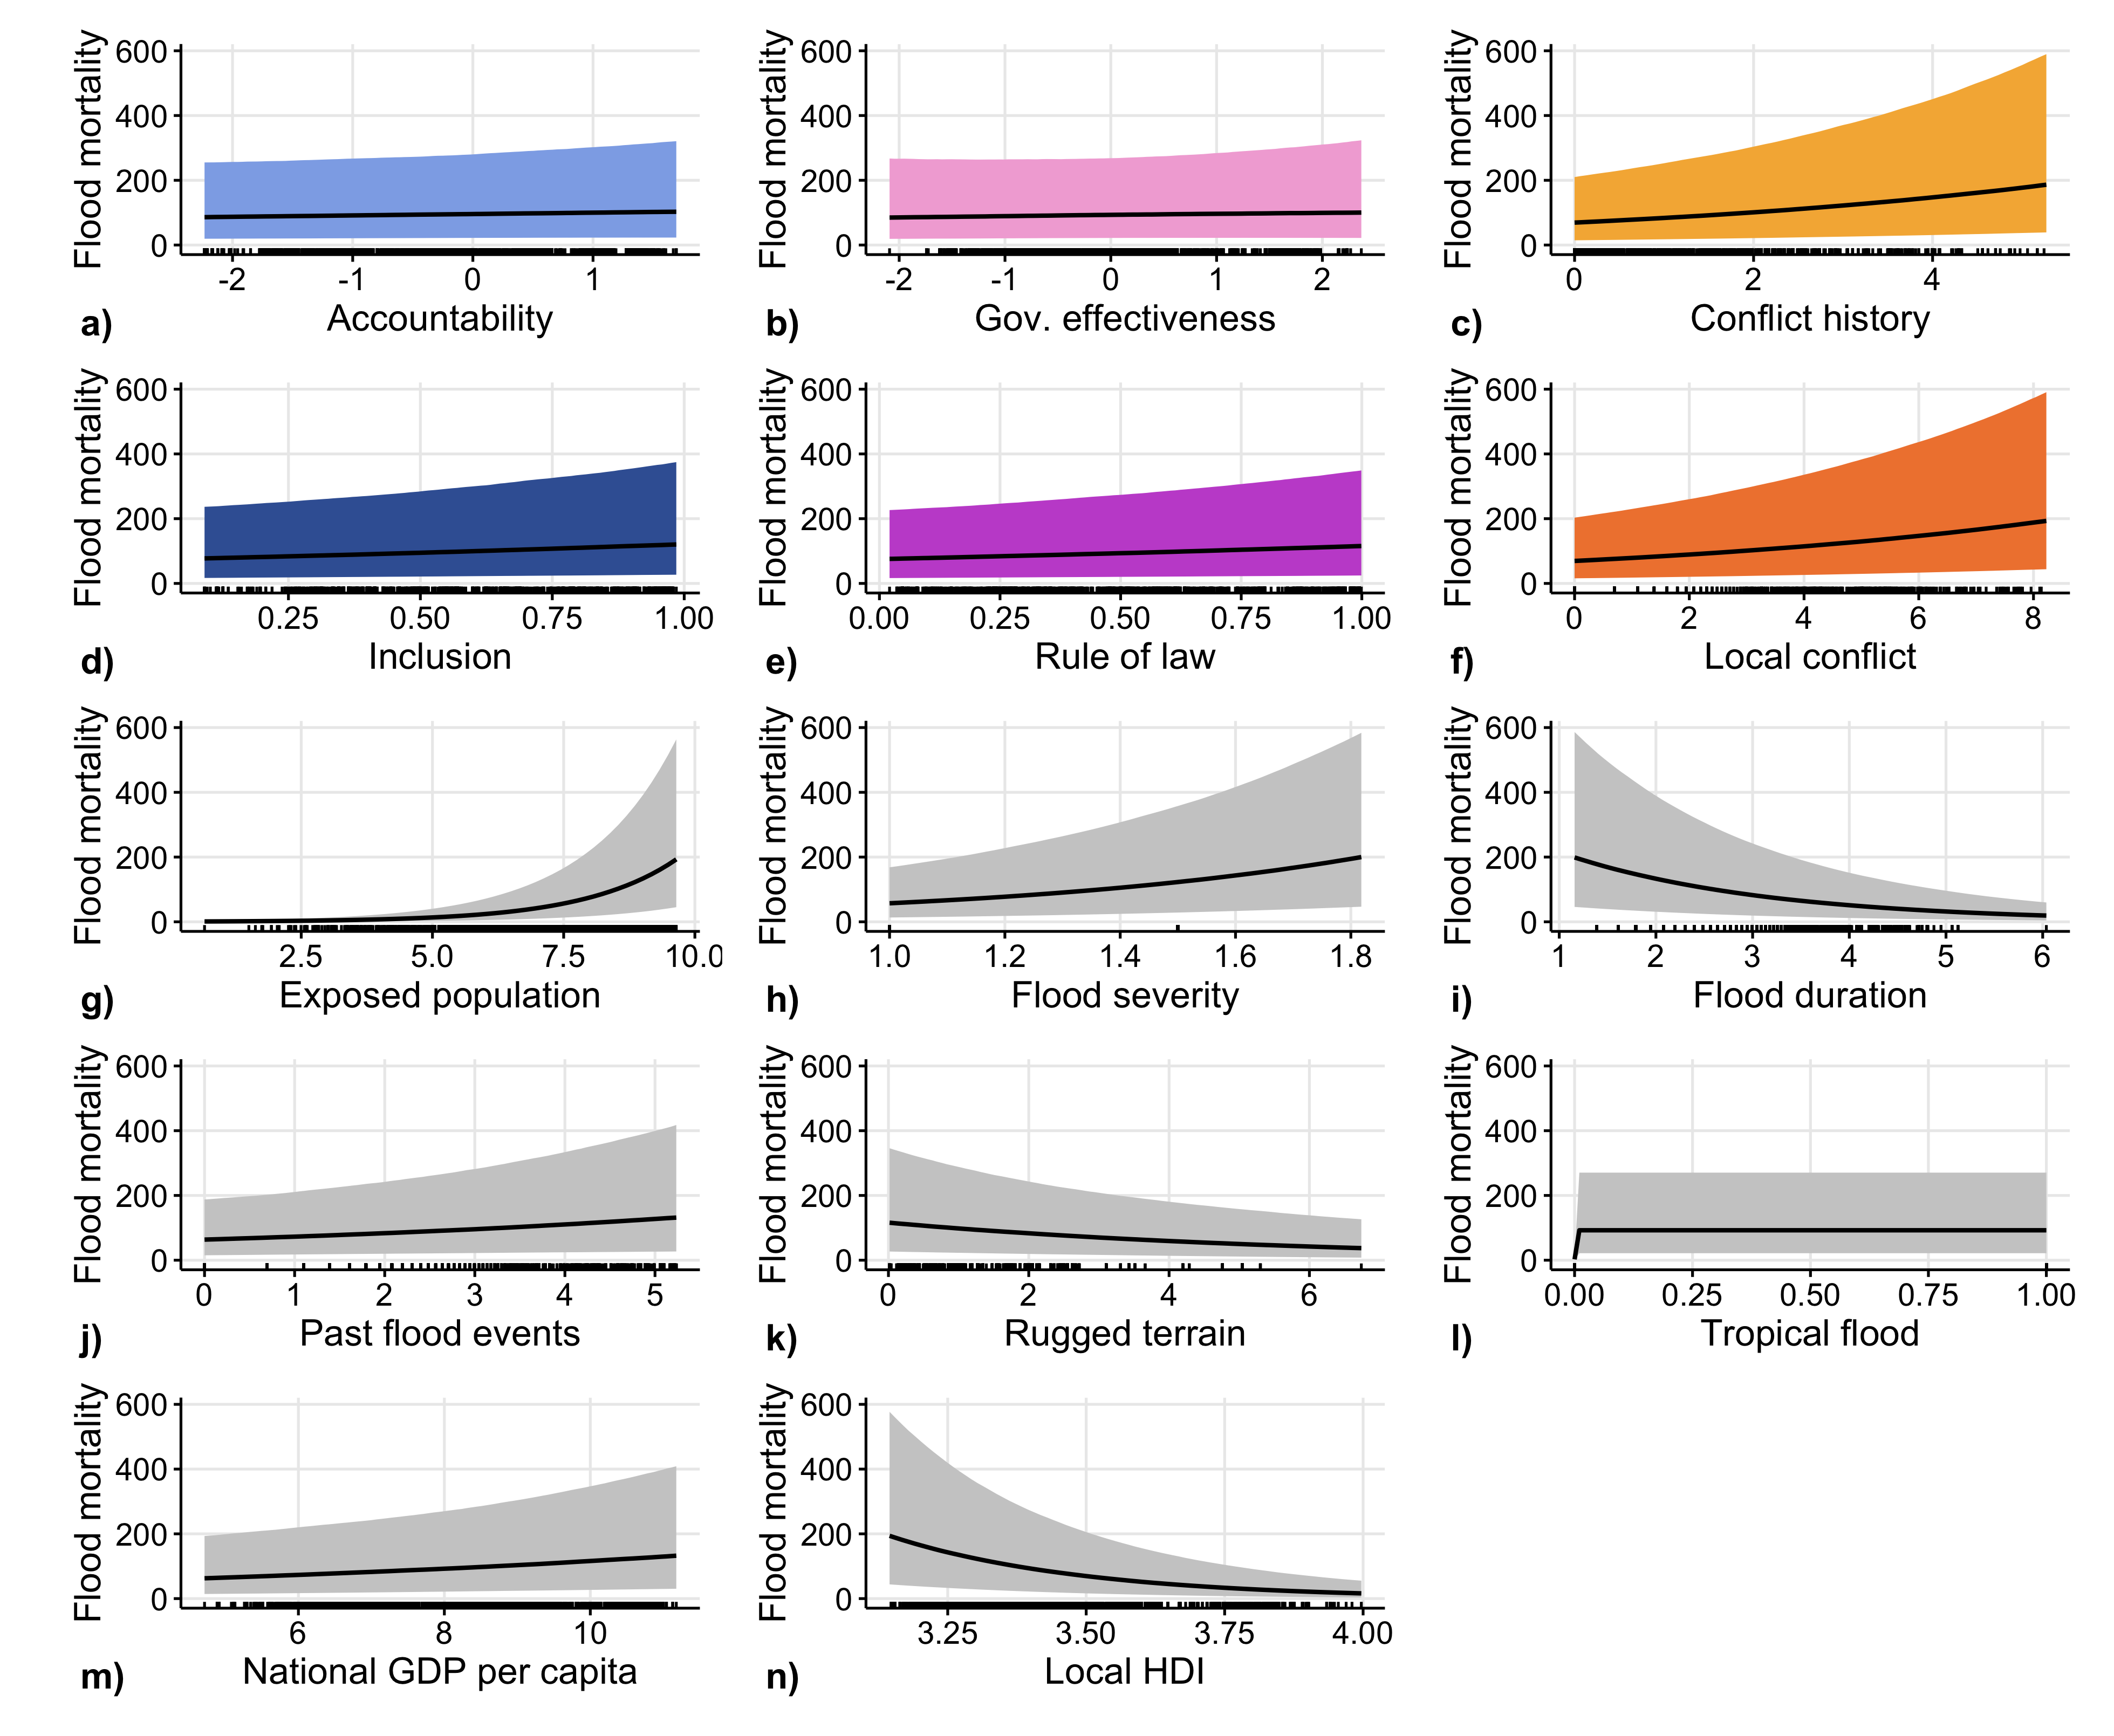 Flood mortality
600
400
200
0
-2 -1 0 1
a) Accountability
Flood mortality
600
400
200
0
-2 -1 0 1 2
b) Gov. effectiveness
Flood mortality
600
400
200
0
0 2 4
c) Conflict history
Flood mortality
600
400
200
0
0.25 0.50 0.75 1.00
d) Inclusion
Flood mortality
600
400
200
0
0.00 0.25 0.50 0.75 1.00
e) Rule of law
Flood mortality
600
400
200
0
0 2 4 6 8
f) Local conflict
Flood mortality
600
400
200
0
2.5 5.0 7.5 10.0
g) Exposed population
Flood mortality
600
400
200
0
1.0 1.2 1.4 1.6 1.8
h) Flood severity
Flood mortality
600
400
200
0
1 2 3 4 5 6
i) Flood duration
Flood mortality
600
400
200
0
0 1 2 3 4 5
j) Past flood events
Flood mortality
600
400
200
0
0 2 4 6
k) Rugged terrain
Flood mortality
600
400
200
0
0.00 0.25 0.50 0.75 1.00
l) Tropical flood
Flood mortality
600
400
200
0
6 8 10
m) National GDP per capita
Flood mortality
600
400
200
0
3.25 3.50 3.75 4.00
n) Local HDI